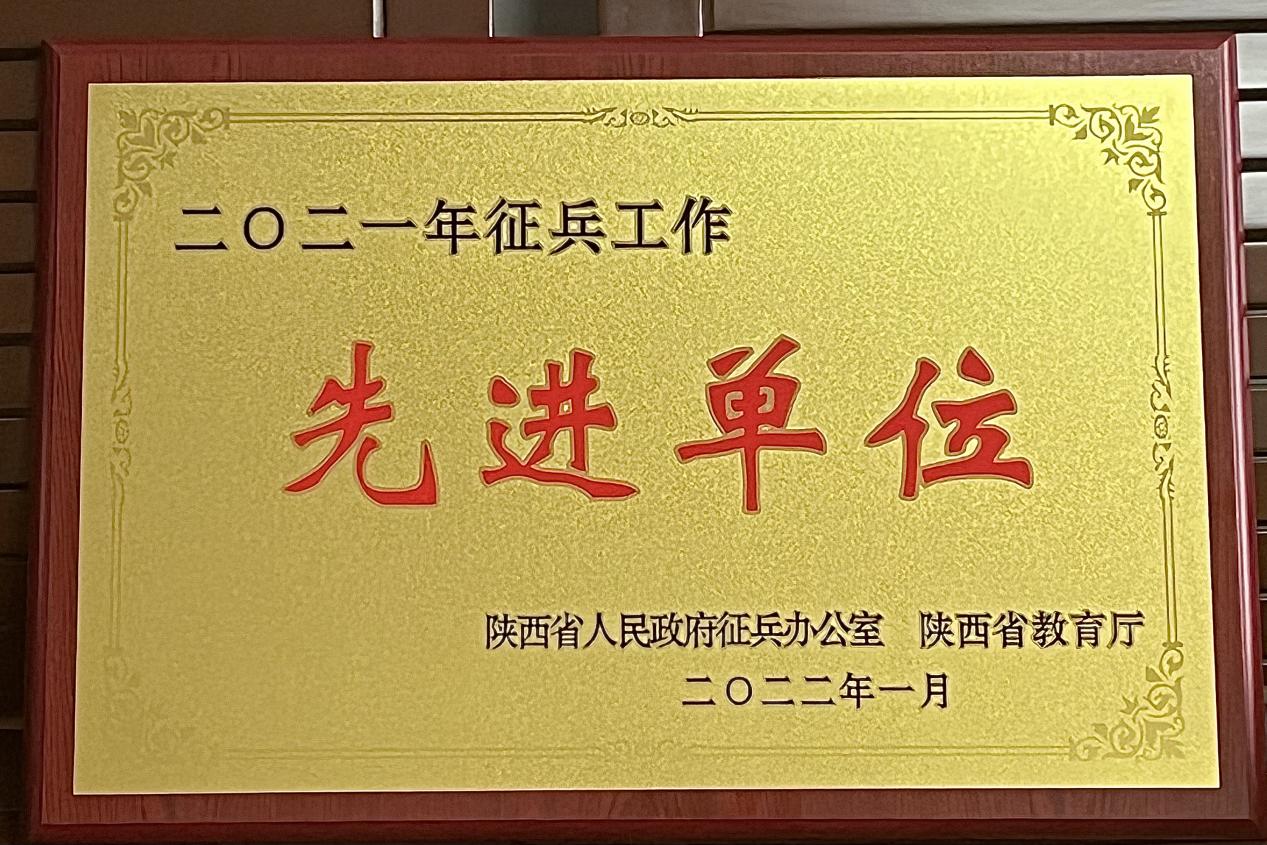 二〇二一年征兵工作
先进单位
陕西省人民政府征兵办公室 陕西省教育厅
二〇二二年一月